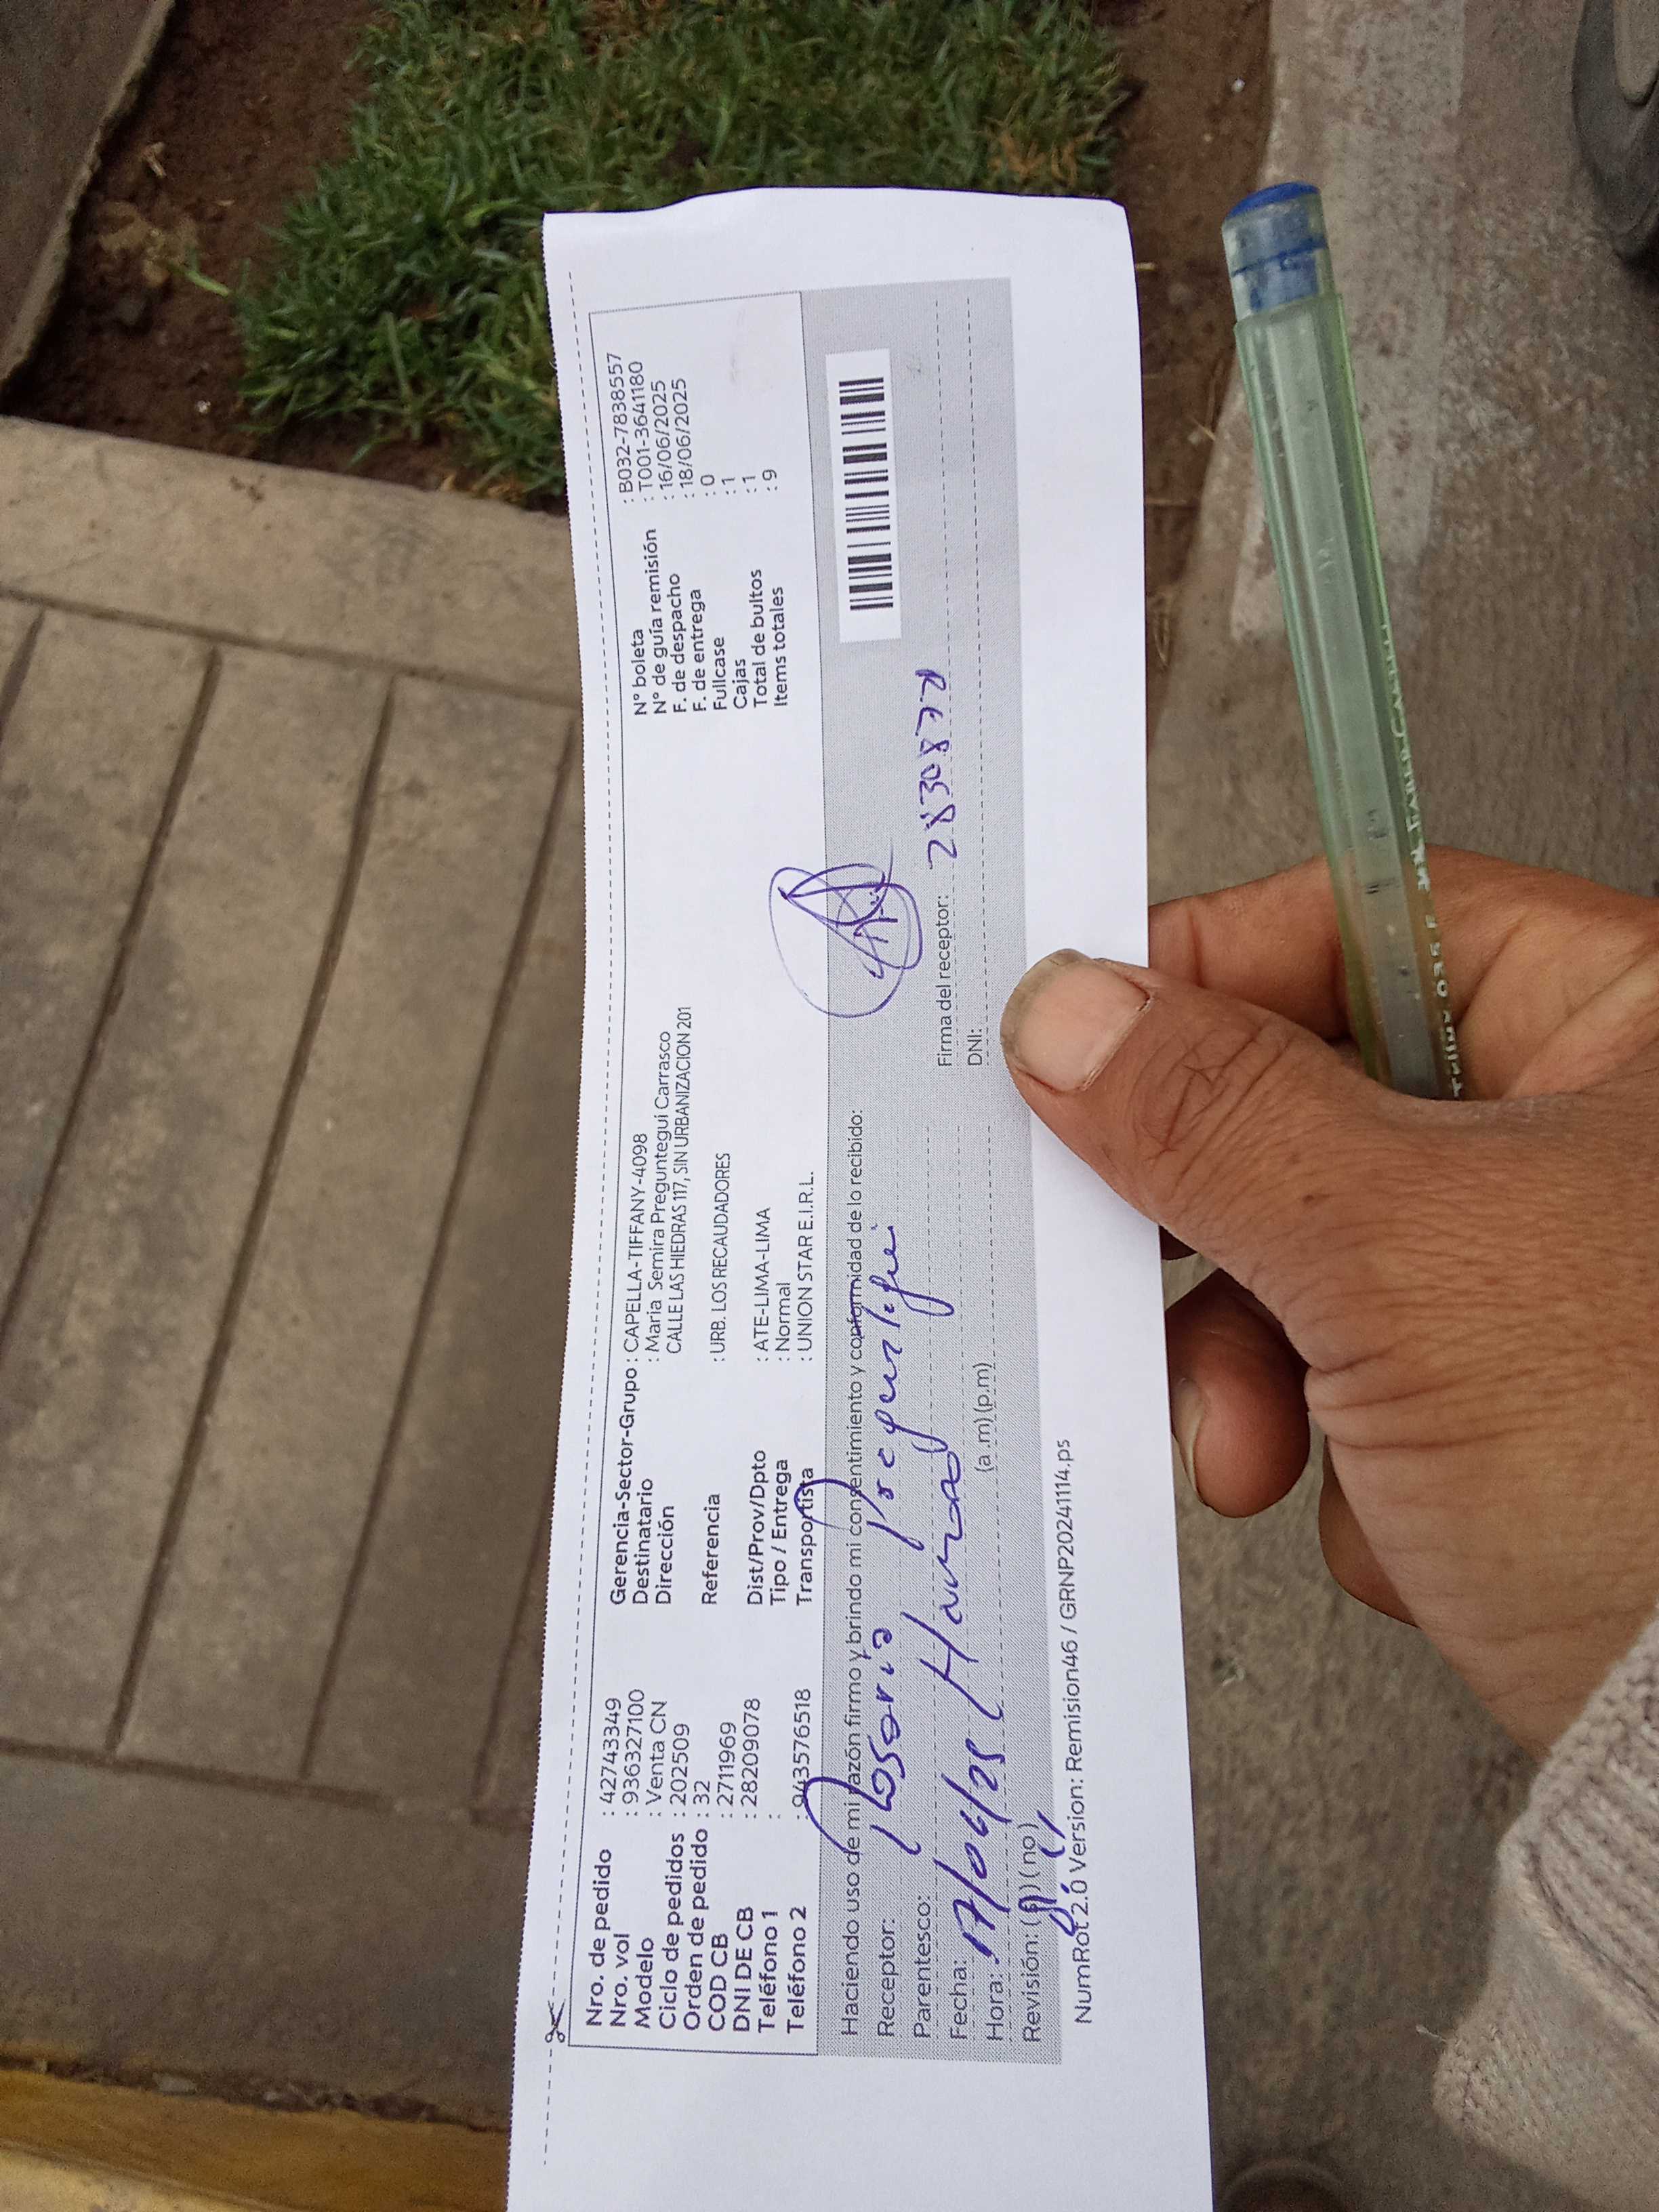 Nro. de pedido : 42743349
Nro. vol : 936327100
Modelo : Venta CN
Ciclo de pedidos : 202509
Orden de pedido : 32
COD CB : 2711969
DNI DE CB : 28209078
Teléfono 1 :
Teléfono 2 : 943576518
Gerencia-Sector-Grupo : CAPELLA-TIFFANY-4098
Destinatario : Maria Semira Preguntegui Carrasco
Dirección CALLE LAS HIEDRAS 117, SIN URBANIZACION 201
Referencia : URB. LOS RECAUDADORES
Dist/Prov/Dpto : ATE-LIMA-LIMA
Tipo / Entrega : Normal
Transportista : UNION STAR E.I.R.L.
N° boleta : B032-7838557
N° de guía remisión : T001-3641180
F. de despacho : 16/06/2025
F. de entrega : 18/06/2025
Fullcase : 0
Cajas : 1
Total de bultos : 1
Items totales : 9
Haciendo uso de mi razón firmo y brindo mi consentimiento y conformidad de lo recibido:
Receptor: Rosario Preguntegui
Parentesco: Hermana
Fecha: 17/06/25
Hora: (a.m) (p.m)
Revisión: (si) (no)
Firma del receptor:
DNI:
NumRot 2.0 Version: Remision46 / GRNP20241114.ps